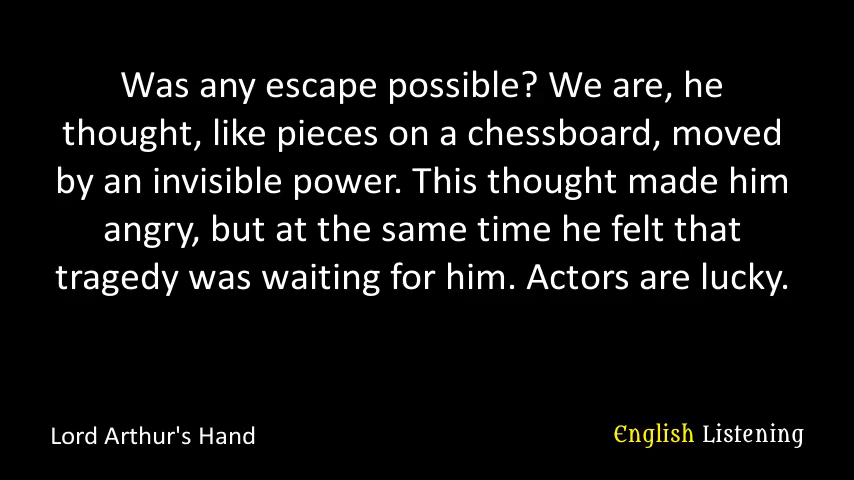 Was any escape possible? We are, he
thought, like pieces on a chessboard, moved
by an invisible power. This thought made him
angry, but at the same time he felt that
tragedy was waiting for him. Actors are lucky.
Lord Arthur's Hand
English Listening